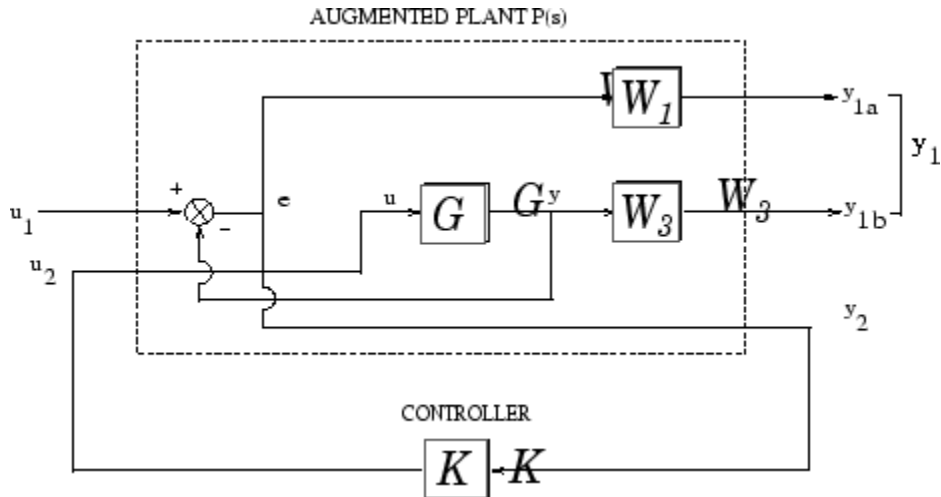 AUGMENTED PLANT P(s)
W1
y1a
y1
+
u1
-
e
u
G
G
y
W3
W3
y1b
u2
y2
CONTROLLER
K
K